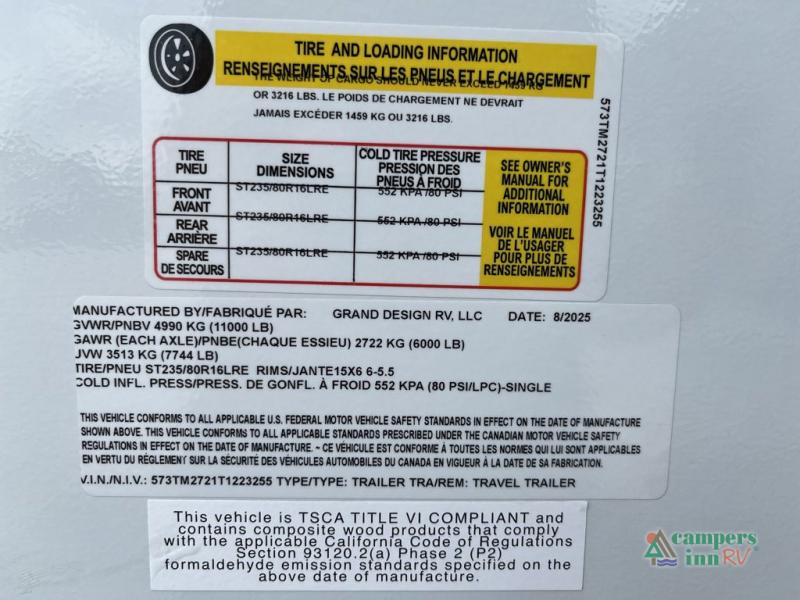 TIRE AND LOADING INFORMATION
RENSEIGNEMENTS SUR LES PNEUS ET LE CHARGEMENT
THE WEIGHT OF CARGO SHOULD NEVER EXCEED 1459 KG
OR 3216 LBS. LE POIDS DE CHARGEMENT NE DEVRAIT
JAMAIS EXCÉDER 1459 KG OU 3216 LBS.
573TM2721T1223255
TIRE
PNEU
SIZE
DIMENSIONS
COLD TIRE PRESSURE
PRESSION DES
PNEUS À FROID
FRONT
AVANT
ST235/80R16LRE
552 KPA /80 PSI
REAR
ARRIÈRE
ST235/80R16LRE
552 KPA /80 PSI
SPARE
DE SECOURS
ST235/80R16LRE
552 KPA /80 PSI
SEE OWNER'S
MANUAL FOR
ADDITIONAL
INFORMATION
VOIR LE MANUEL
DE L'USAGER
POUR PLUS DE
RENSEIGNEMENTS
MANUFACTURED BY/FABRIQUÉ PAR: GRAND DESIGN RV, LLC DATE: 8/2025
GVWR/PNBV 4990 KG (11000 LB)
GAWR (EACH AXLE)/PNBE(CHAQUE ESSIEU) 2722 KG (6000 LB)
UVW 3513 KG (7744 LB)
TIRE/PNEU ST235/80R16LRE RIMS/JANTE15X6 6-5.5
COLD INFL. PRESS/PRESS. DE GONFL. À FROID 552 KPA (80 PSI/LPC)-SINGLE
THIS VEHICLE CONFORMS TO ALL APPLICABLE U.S. FEDERAL MOTOR VEHICLE SAFETY STANDARDS IN EFFECT ON THE DATE OF MANUFACTURE
SHOWN ABOVE. THIS VEHICLE CONFORMS TO ALL APPLICABLE STANDARDS PRESCRIBED UNDER THE CANADIAN MOTOR VEHICLE SAFETY
REGULATIONS IN EFFECT ON THE DATE OF MANUFACTURE. ~ CE VÉHICULE EST CONFORME À TOUTES LES NORMES QUI LUI SONT APPLICABLES
EN VERTU DU RÈGLEMENT SUR LA SÉCURITÉ DES VÉHICULES AUTOMOBILES DU CANADA EN VIGUEUR À LA DATE DE SA FABRICATION.
V.I.N./N.I.V.: 573TM2721T1223255 TYPE/TYPE: TRAILER TRA/REM: TRAVEL TRAILER
This vehicle is TSCA TITLE VI COMPLIANT and
contains composite wood products that comply
with the applicable California Code of Regulations
Section 93120.2(a) Phase 2 (P2)
formaldehyde emission standards specified on the
above date of manufacture.
campers
inn RV